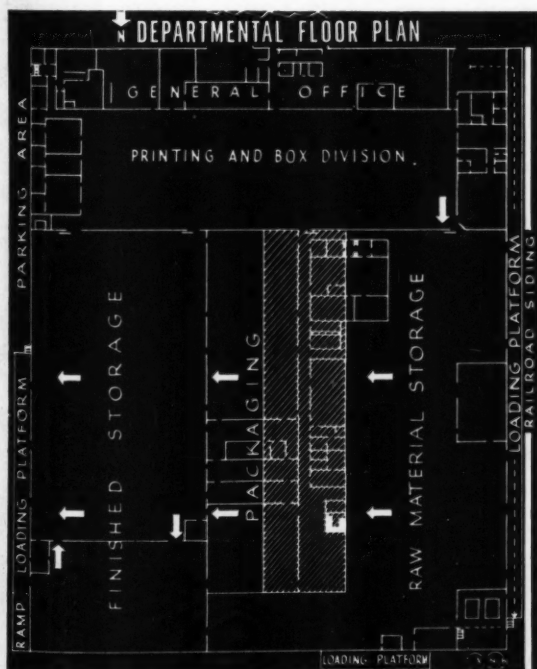 N DEPARTMENTAL FLOOR PLAN
GENERAL OFFICE
PRINTING AND BOX DIVISION.
PARKING AREA
LOADING PLATFORM
RAMP
FINISHED STORAGE
PACKAGING
RAW MATERIAL STORAGE
LOADING PLATFORM
RAILROAD SIDING
LOADING PLATFORM